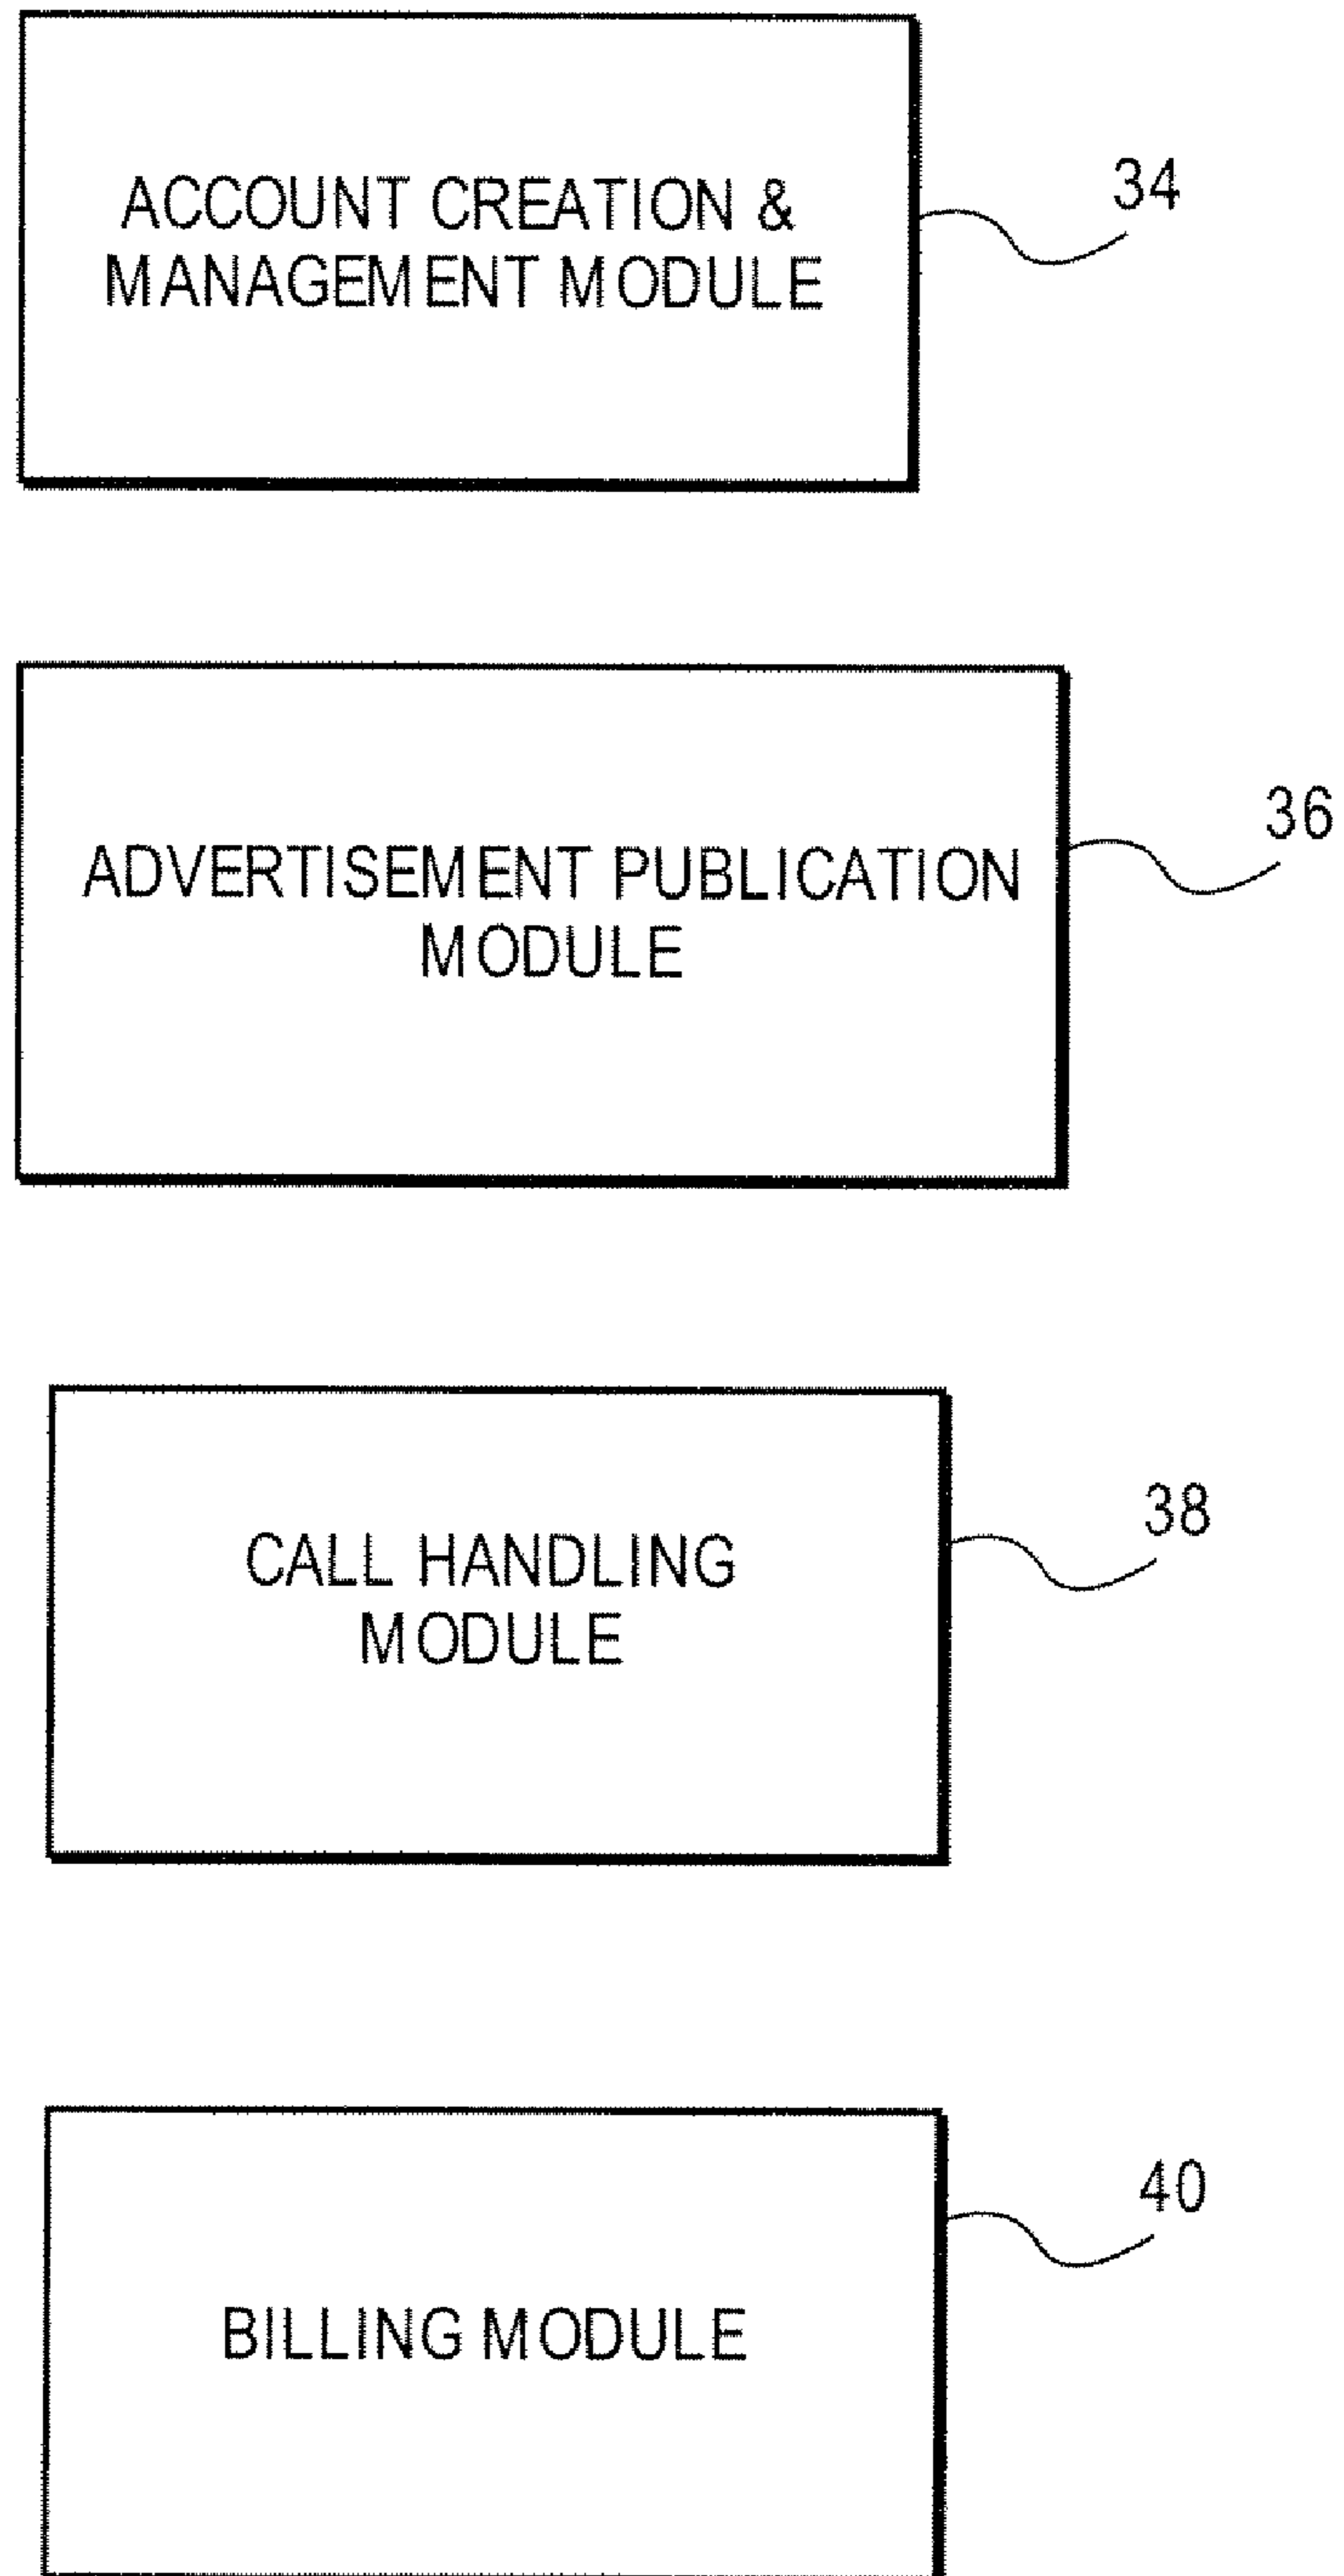 ACCOUNT CREATION &
MANAGEMENT MODULE
34
ADVERTISEMENT PUBLICATION
MODULE
36
CALL HANDLING
MODULE
38
BILLING MODULE
40